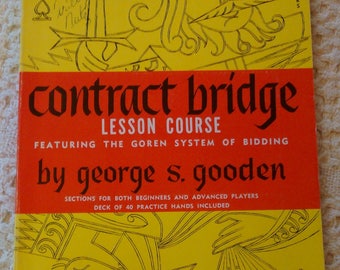 contract bridge
LESSON COURSE
FEATURING THE GOREN SYSTEM OF BIDDING
by george s. gooden
SECTIONS FOR BOTH BEGINNERS AND ADVANCED PLAYERS
DECK OF 40 PRACTICE HANDS INCLUDED